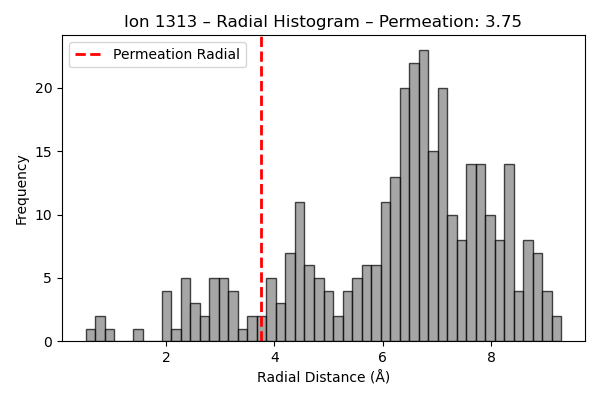 Ion 1313 – Radial Histogram – Permeation: 3.75
Permeation Radial
Frequency
20
15
10
5
0
2 4 6 8
Radial Distance (Å)